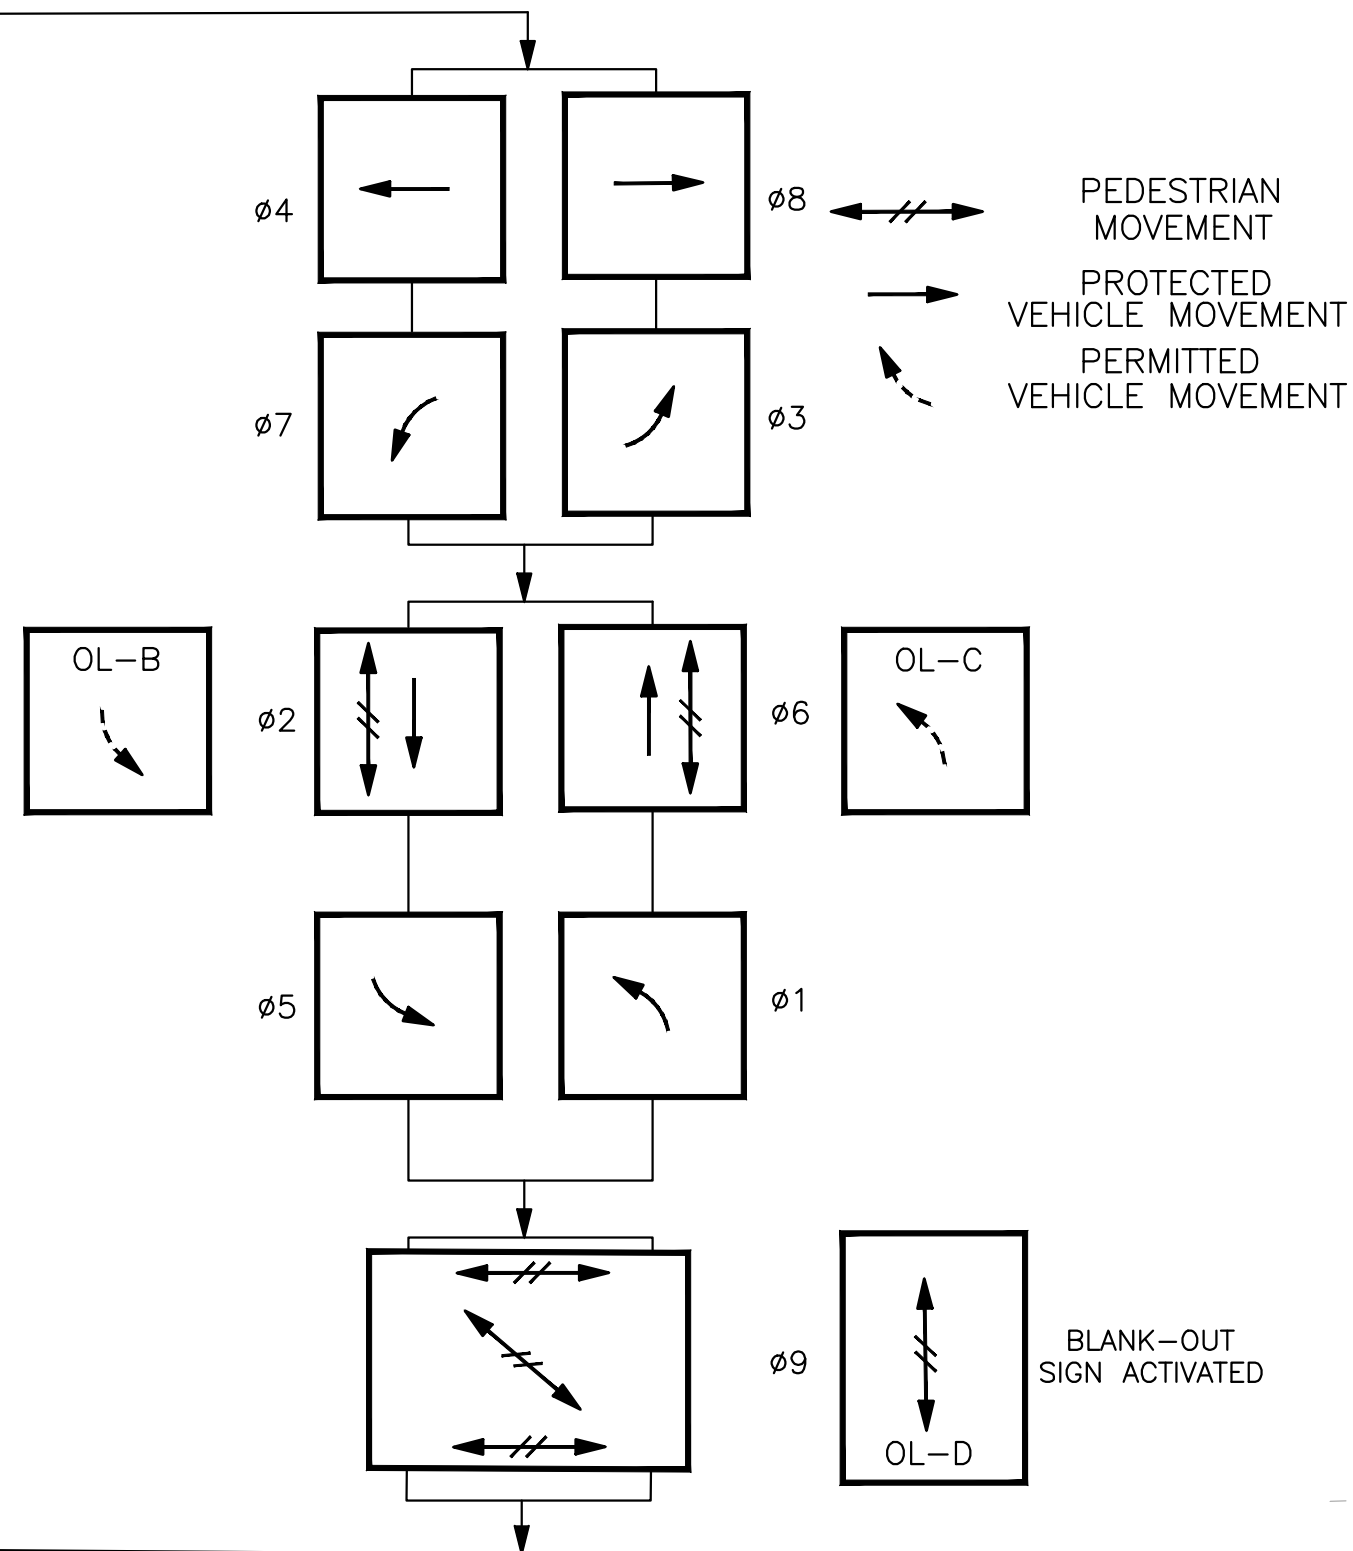 ø4
ø8
PEDESTRIAN
MOVEMENT
PROTECTED
VEHICLE MOVEMENT
PERMITTED
VEHICLE MOVEMENT
ø7
ø3
OL-B
ø2
ø6
OL-C
ø5
ø1
ø9
BLANK-OUT
SIGN ACTIVATED
OL-D